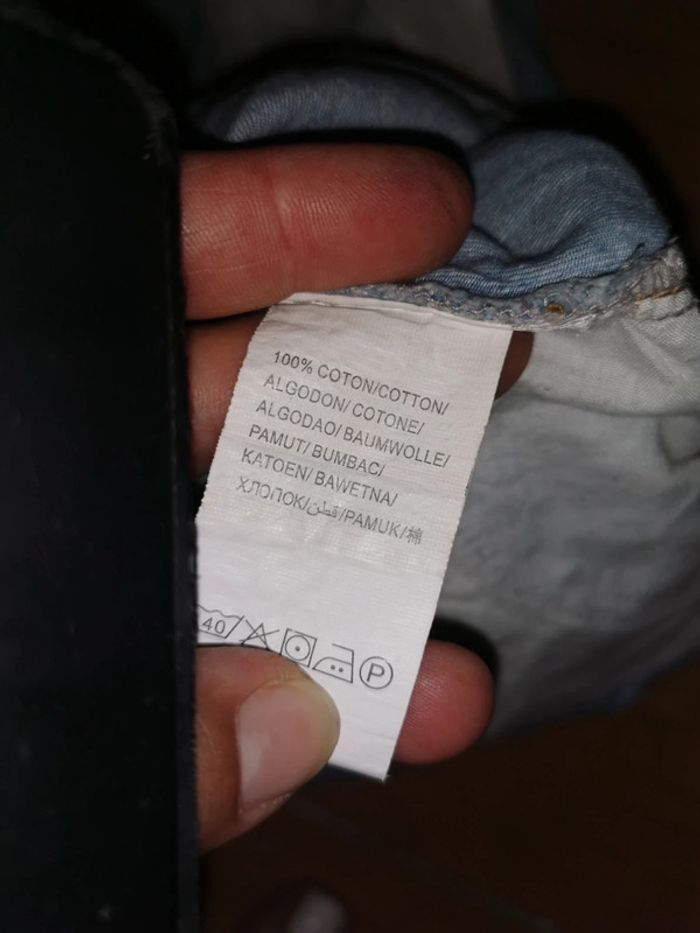 100% COTON/COTTON/
ALGODON/ COTONE/
ALGODAO/ BAUMWOLLE/
PAMUT/ BUMBAC/
KATOEN/ BAWETNA/
ХЛОПОК/قطن/PAMUK/棉
40 P